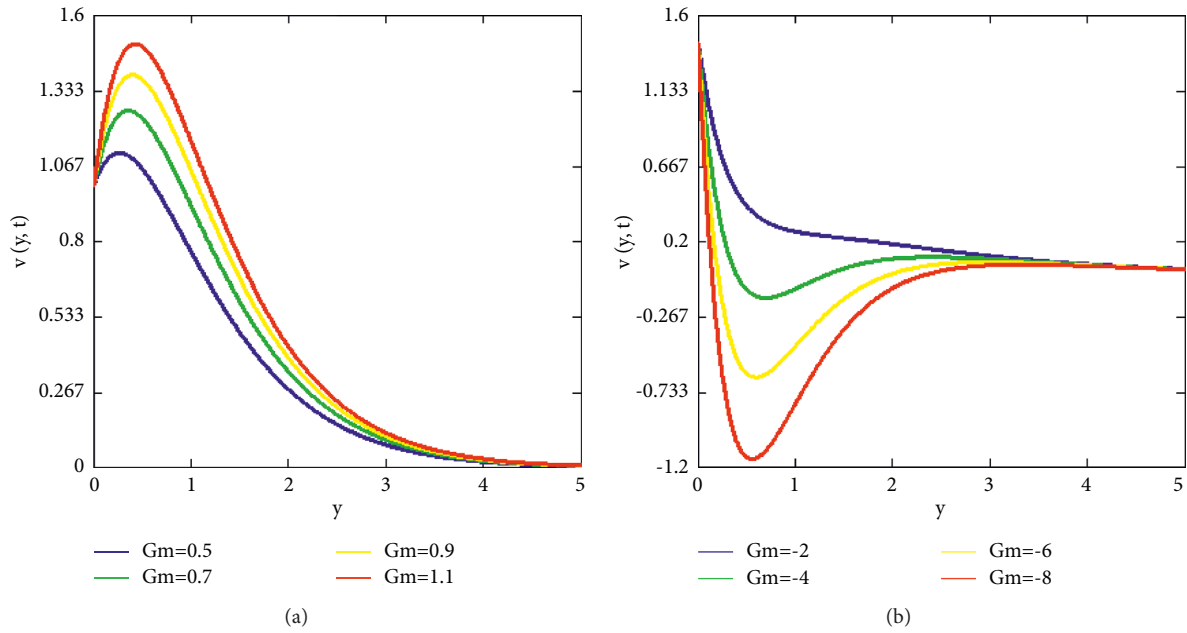 1.6
1.333
1.067
0.8
0.533
0.267
0
v (y, t)
0 1 2 3 4 5
y
Gm=0.5
Gm=0.9
Gm=0.7
Gm=1.1
(a)
1.6
1.133
0.667
0.2
-0.267
-0.733
-1.2
v (y, t)
0 1 2 3 4 5
y
Gm=-2
Gm=-6
Gm=-4
Gm=-8
(b)